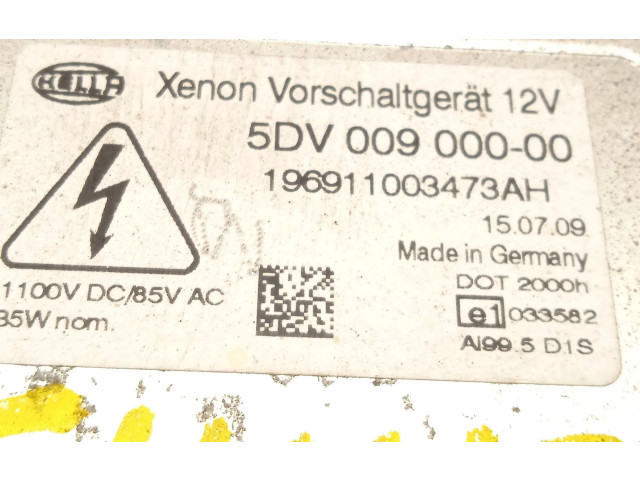 HELLA
Xenon Vorschaltgerät 12V
5DV 009 000-00
196911003473AH
15.07.09
Made in Germany
1100V DC/85V AC
DOT 2000h
35W nom.
e1 033582
Al99.5 D1S